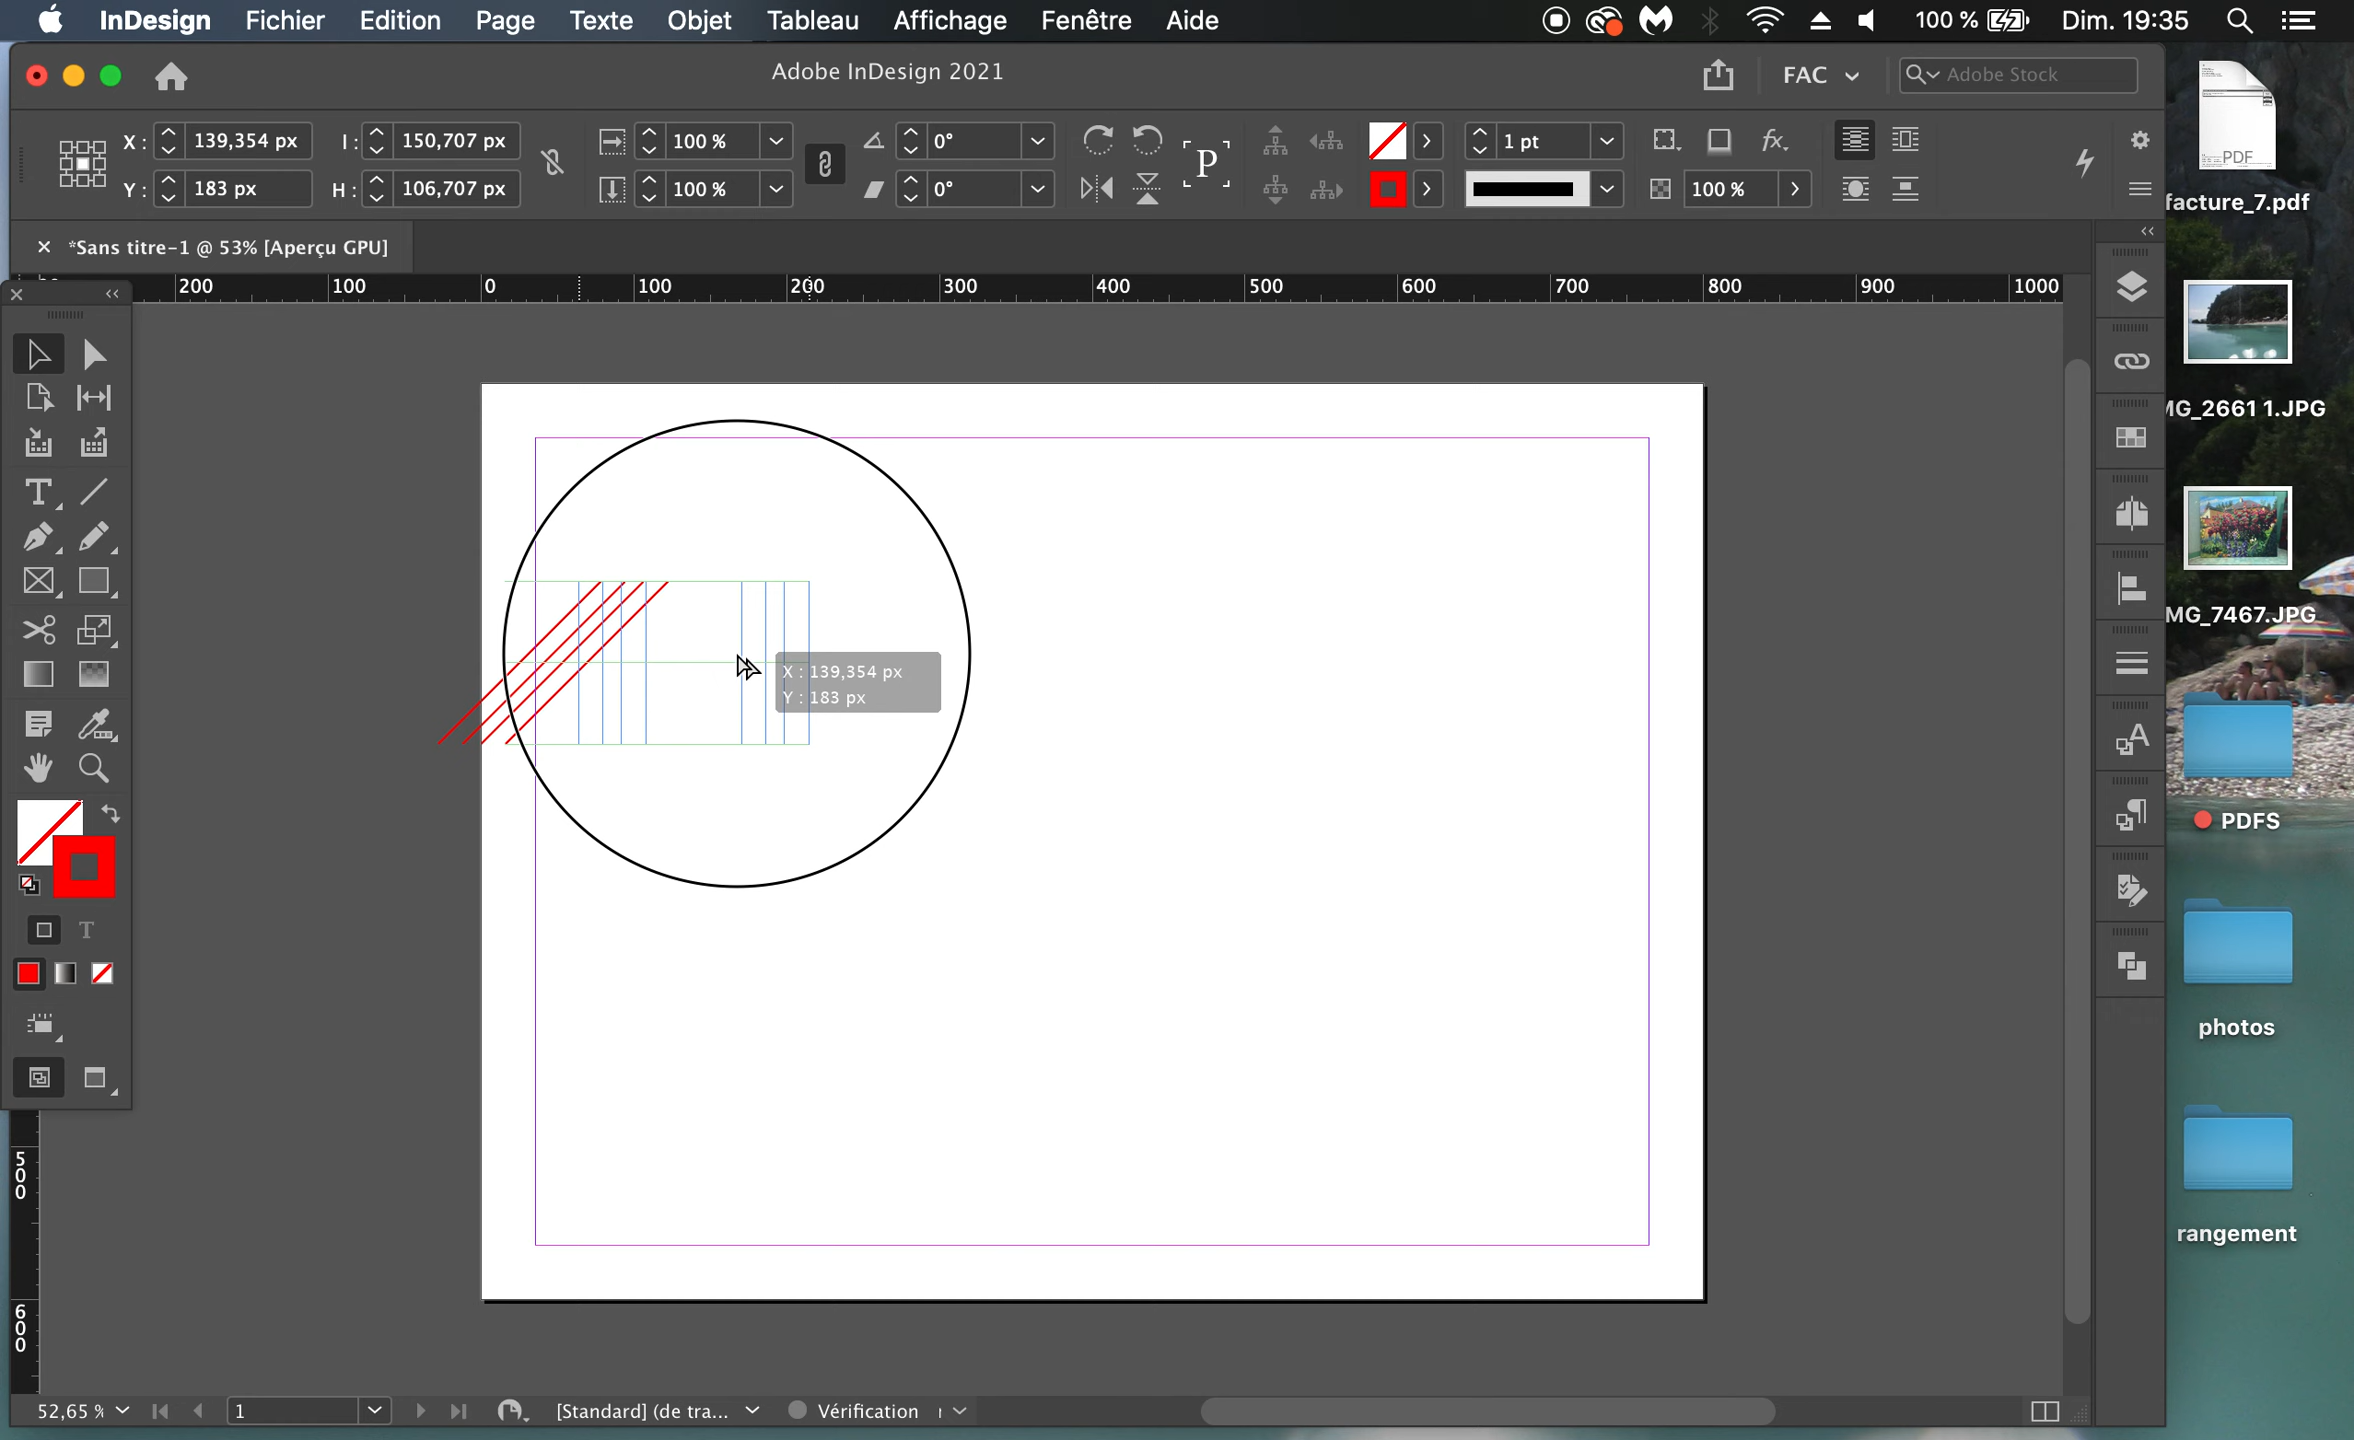 InDesign Fichier Edition Page Texte Objet Tableau Affichage Fenêtre Aide 100 % Dim. 19:35
Adobe InDesign 2021 FAC Adobe Stock
X : 139,354 px I : 150,707 px 100 % 0° P 1 pt fx.
Y : 183 px H : 106,707 px 100 % 0° 100 %
*Sans titre-1 @ 53% [Aperçu GPU]
200 100 0 100 200 300 400 500 600 700 800 900 1000
X : 139,354 px
Y : 183 px
T
T
A
500
600
52,65 % 1 [Standard] (de tra... Vérification
PDF
facture_7.pdf
MG_2661 1.JPG
MG_7467.JPG
PDFS
photos
rangement